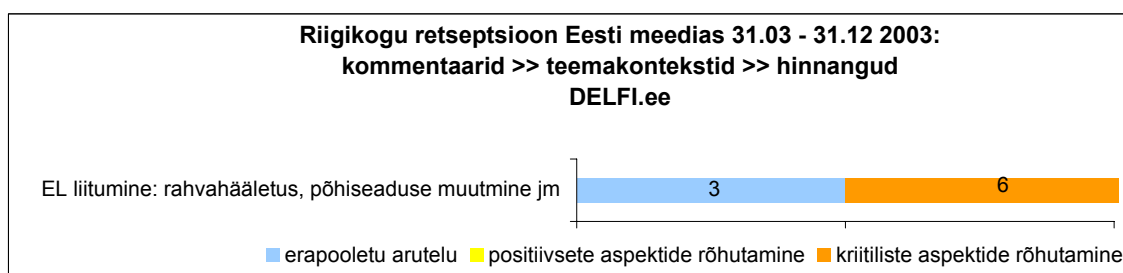 Riigikogu retseptsioon Eesti meedias 31.03 - 31.12 2003:
kommentaarid >> teemakontekstid >> hinnangud
DELFI.ee
EL liitumine: rahvahääletus, põhiseaduse muutmine jm
3
6
erapooletu arutelu
positiivsete aspektide rõhutamine
kriitiliste aspektide rõhutamine